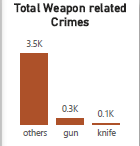 Total Weapon related
Crimes
3.5K
0.3K
0.1K
others gun knife